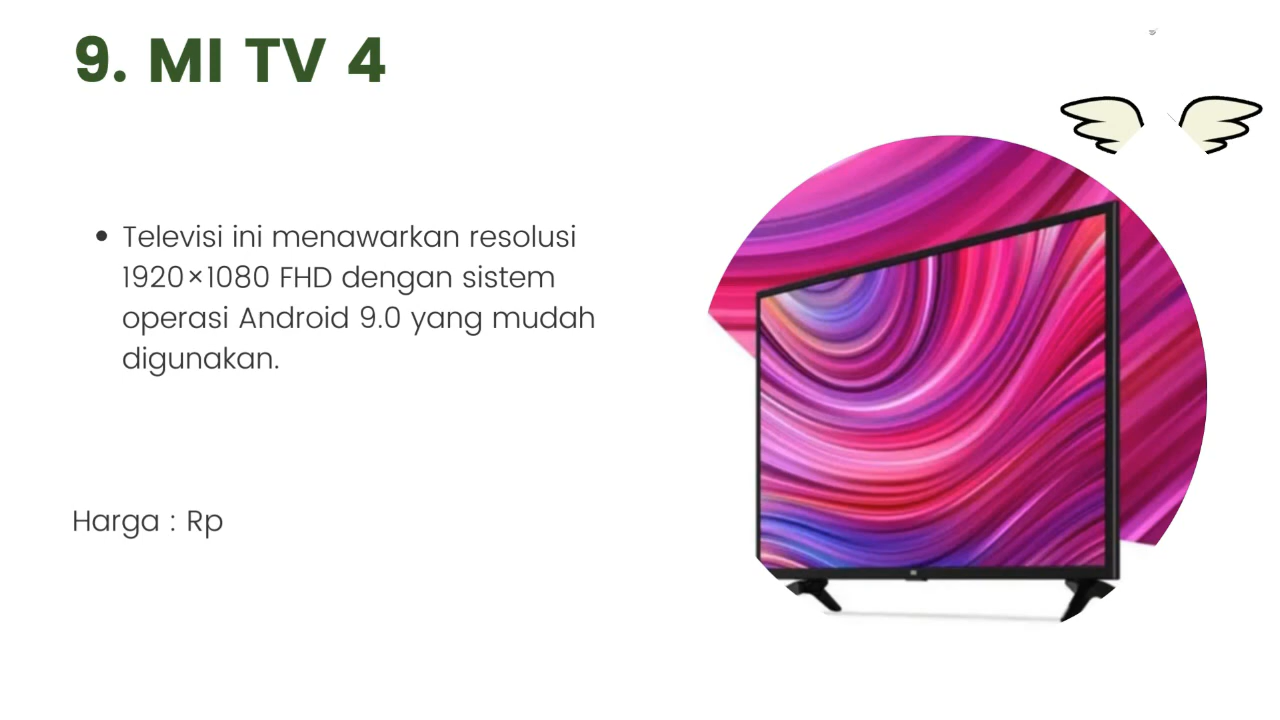 9. MI TV 4
• Televisi ini menawarkan resolusi
1920×1080 FHD dengan sistem
operasi Android 9.0 yang mudah
digunakan.
Harga : Rp